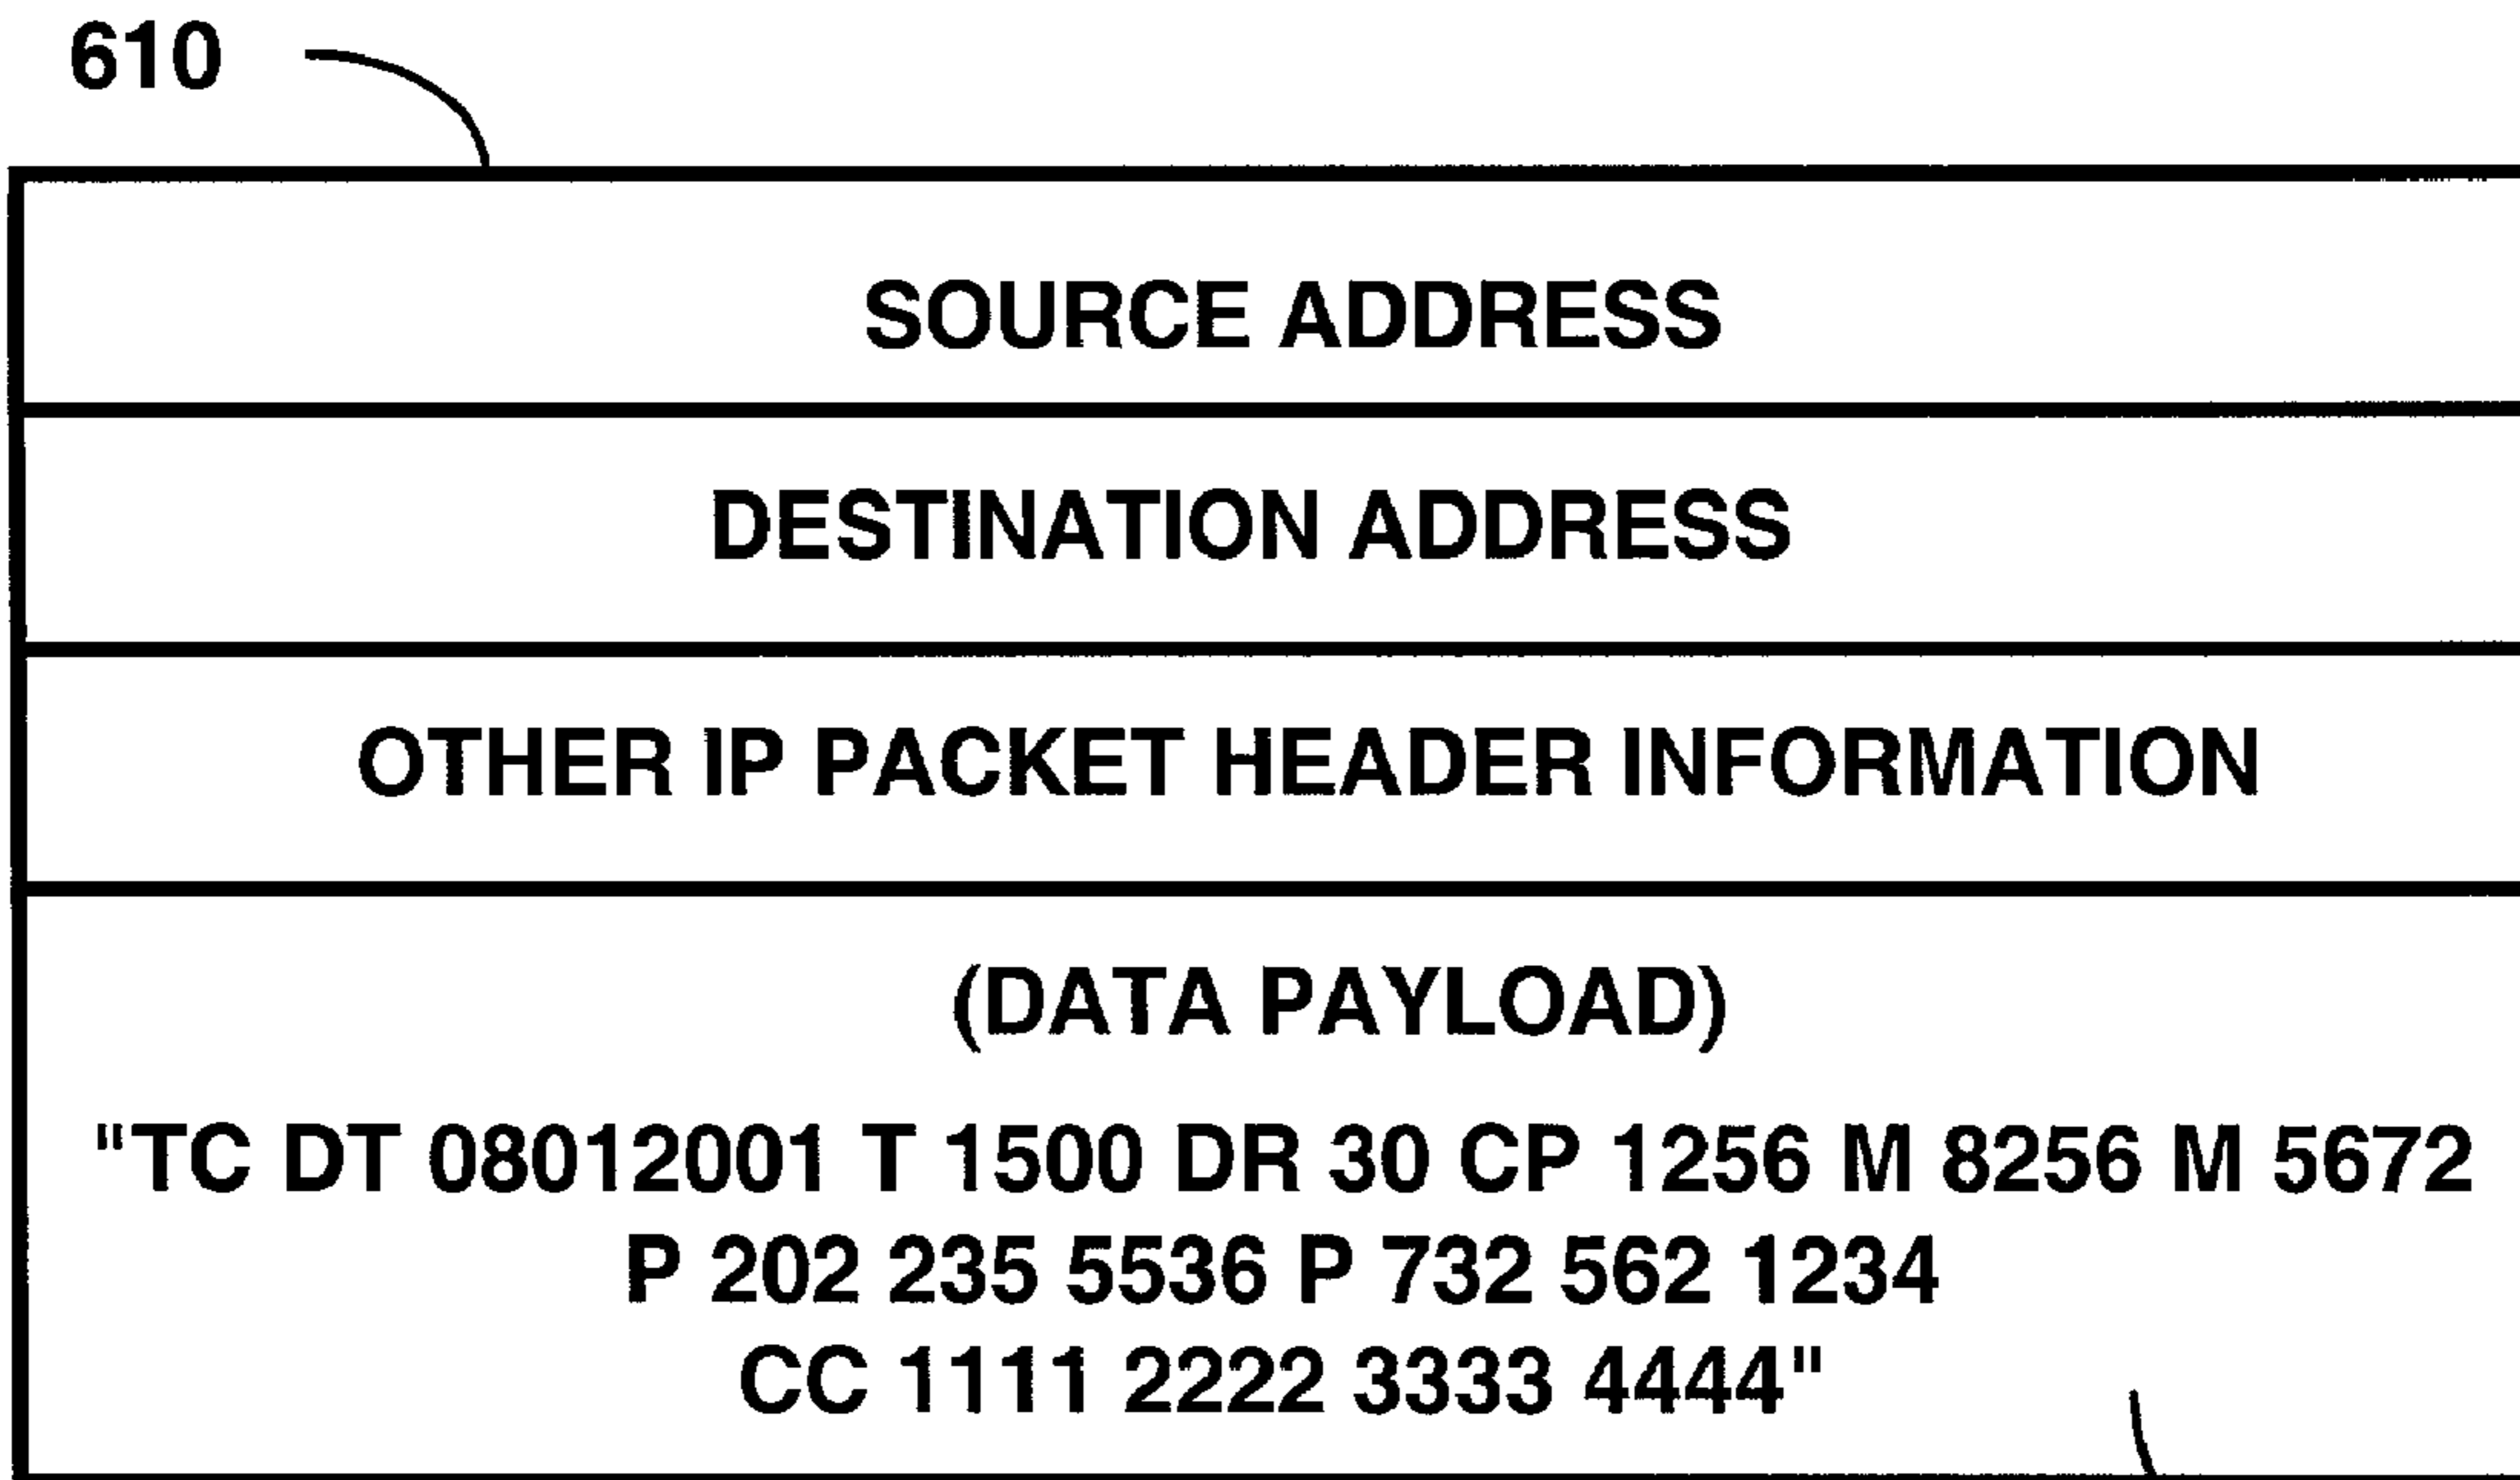 610
SOURCE ADDRESS
DESTINATION ADDRESS
OTHER IP PACKET HEADER INFORMATION
(DATA PAYLOAD)
"TC DT 08012001 T 1500 DR 30 CP 1256 M 8256 M 5672
P 202 235 5536 P 732 562 1234
CC 1111 2222 3333 4444"